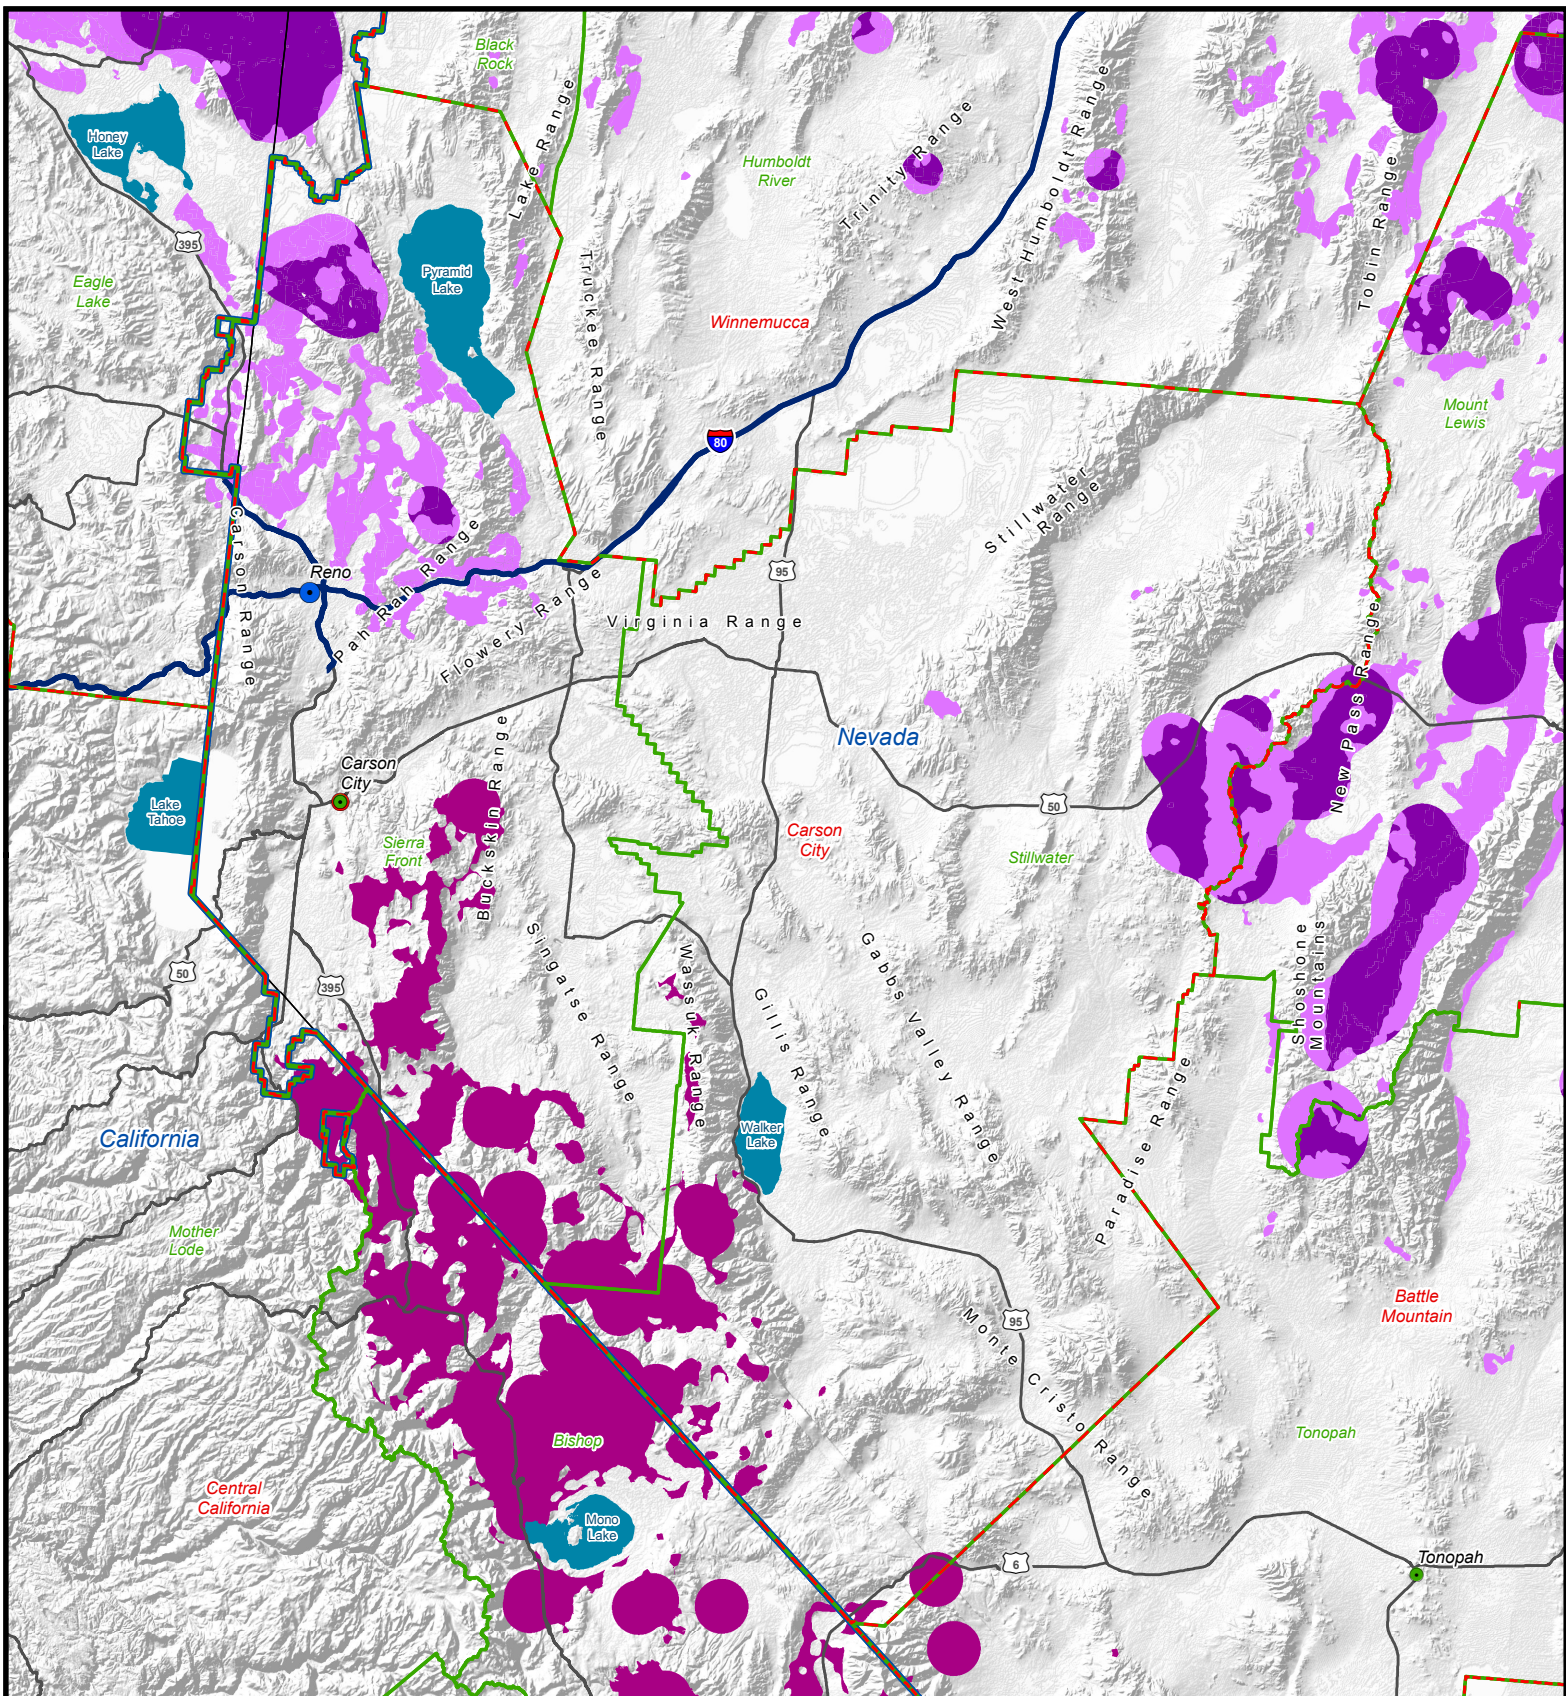 Black
Rock
Honey
Lake
Lake Range
Humboldt
River
Trinity Range
West Humboldt Range
Tobin Range
395
Eagle
Lake
Pyramid
Lake
Truckee Range
Winnemucca
Mount
Lewis
80
Stillwater
Range
Carson Range
Reno
Pah Rah Range
Flowery Range
95
Virginia Range
New Pass Range
Nevada
Carson
City
Lake
Tahoe
Buckskin Range
50
Sierra
Front
Carson
City
Stillwater
50
395
Singatse Range
Wassuk Range
Gillis Range
Gabbs Valley Range
Shoshone
Mountains
California
Walker
Lake
Paradise Range
Mother
Lode
Battle
Mountain
95
Monte Cristo Range
Bishop
Tonopah
Central
California
Mono
Lake
6
Tonopah